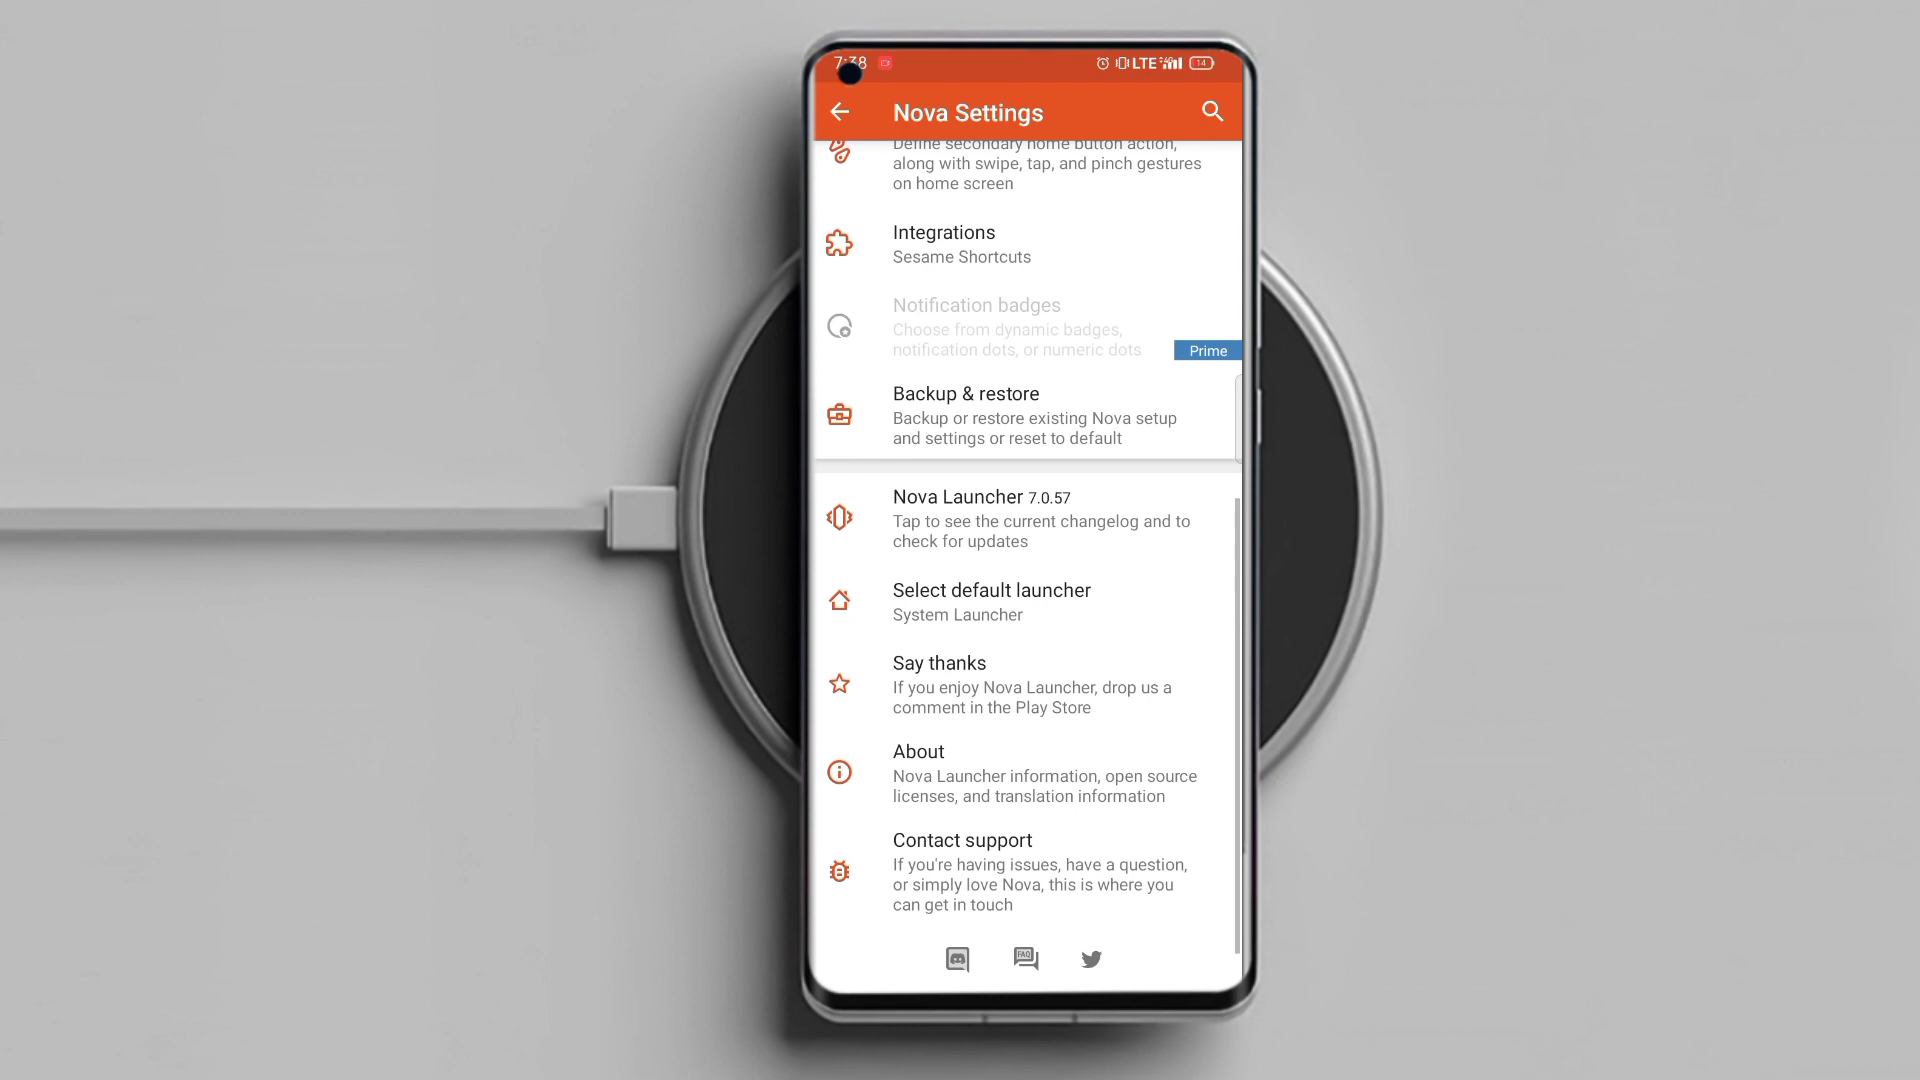 7:38 LTE 14
Nova Settings
Define secondary home button action,
along with swipe, tap, and pinch gestures
on home screen
Integrations
Sesame Shortcuts
Notification badges
Choose from dynamic badges,
notification dots, or numeric dots
Prime
Backup & restore
Backup or restore existing Nova setup
and settings or reset to default
Nova Launcher 7.0.57
Tap to see the current changelog and to
check for updates
Select default launcher
System Launcher
Say thanks
If you enjoy Nova Launcher, drop us a
comment in the Play Store
About
Nova Launcher information, open source
licenses, and translation information
Contact support
If you're having issues, have a question,
or simply love Nova, this is where you
can get in touch
FAQ